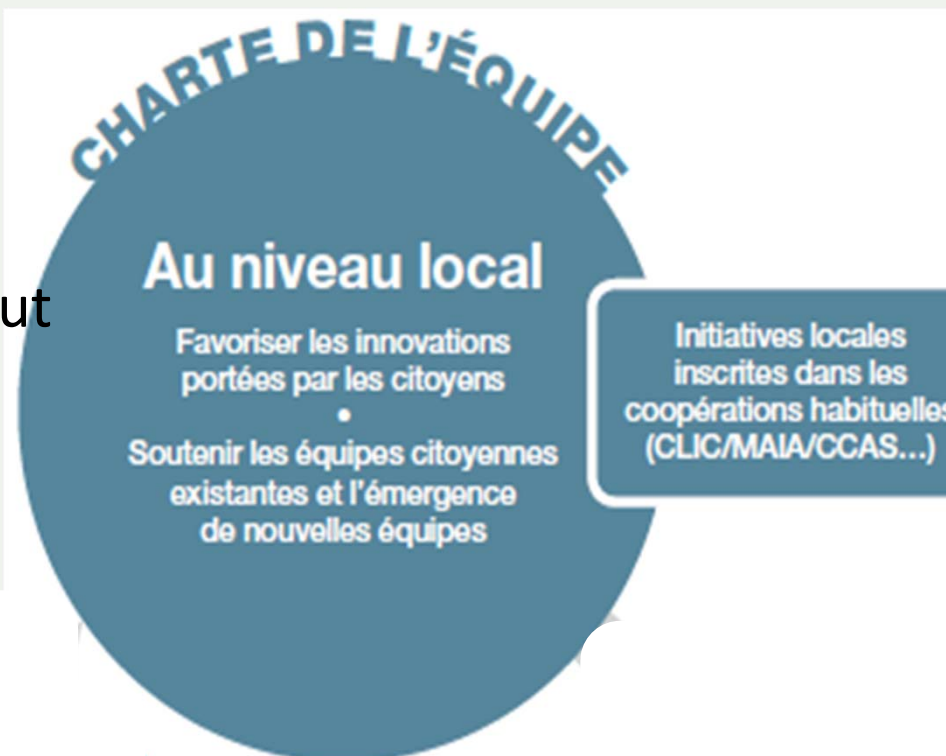 CHARTE DE L'ÉQUIPE
Au niveau local
ut
Favoriser les innovations
portées par les citoyens
•
Soutenir les équipes citoyennes
existantes et l'émergence
de nouvelles équipes
Initiatives locales
inscrites dans les
coopérations habituelles
(CLIC/MAIA/CCAS...)